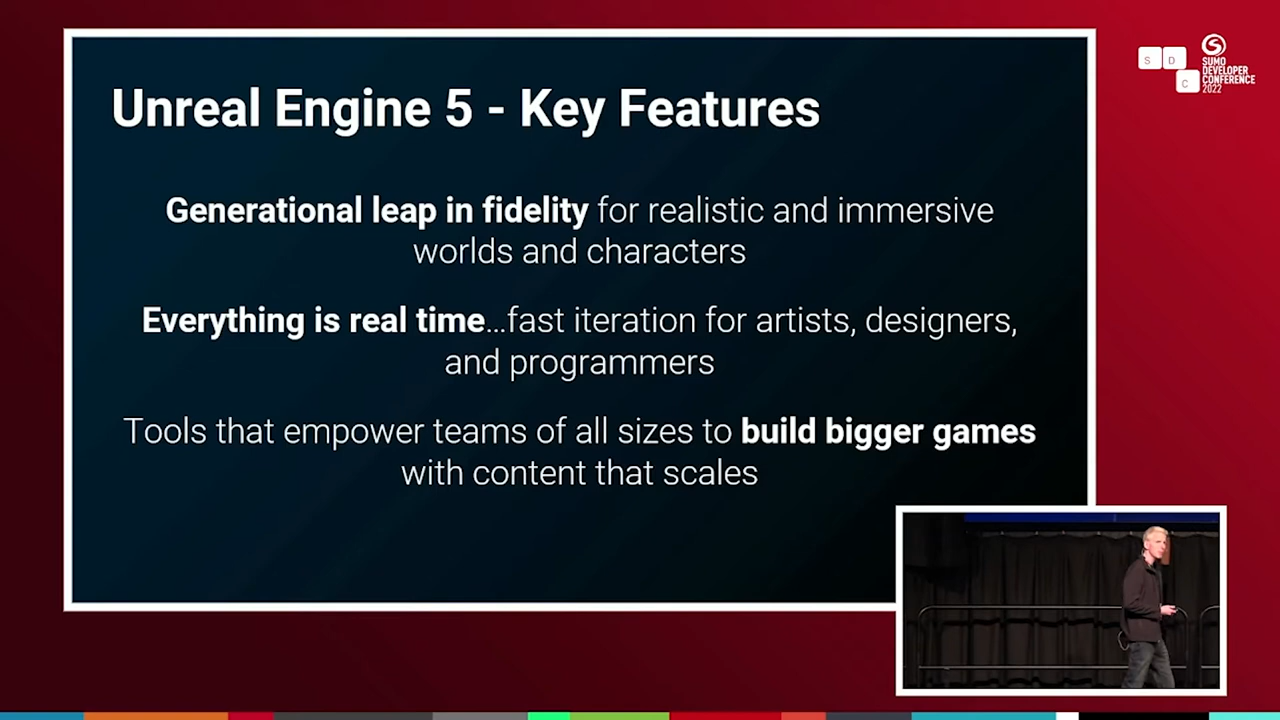 Unreal Engine 5 - Key Features
Generational leap in fidelity for realistic and immersive
worlds and characters
Everything is real time...fast iteration for artists, designers,
and programmers
Tools that empower teams of all sizes to build bigger games
with content that scales
S D
C
SUMO
DEVELOPER
CONFERENCE
2022